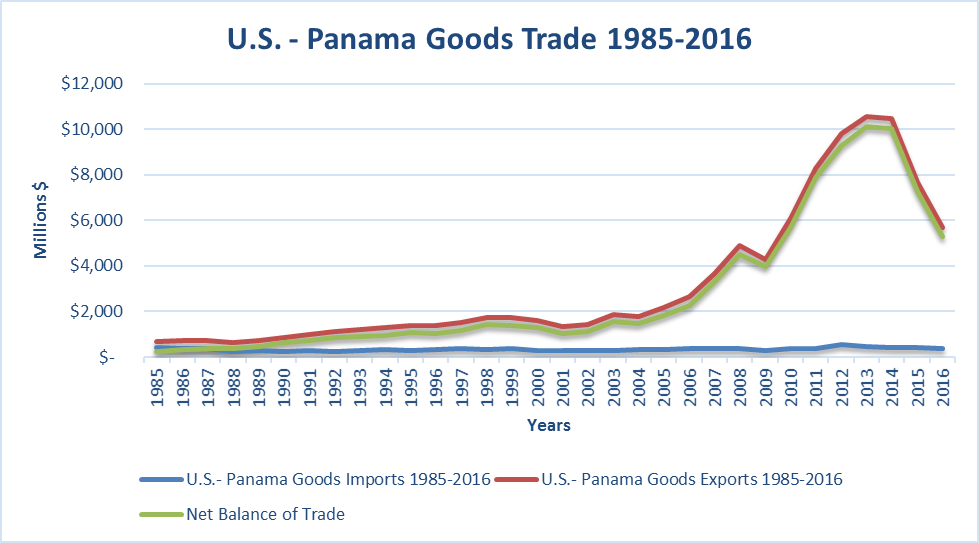 U.S. - Panama Goods Trade 1985-2016
$12,000
$10,000
$8,000
$6,000
$4,000
$2,000
$-
Millions $
1985 1986 1987 1988 1989 1990 1991 1992 1993 1994 1995 1996 1997 1998 1999 2000 2001 2002 2003 2004 2005 2006 2007 2008 2009 2010 2011 2012 2013 2014 2015 2016
Years
U.S.- Panama Goods Imports 1985-2016 U.S.- Panama Goods Exports 1985-2016
Net Balance of Trade